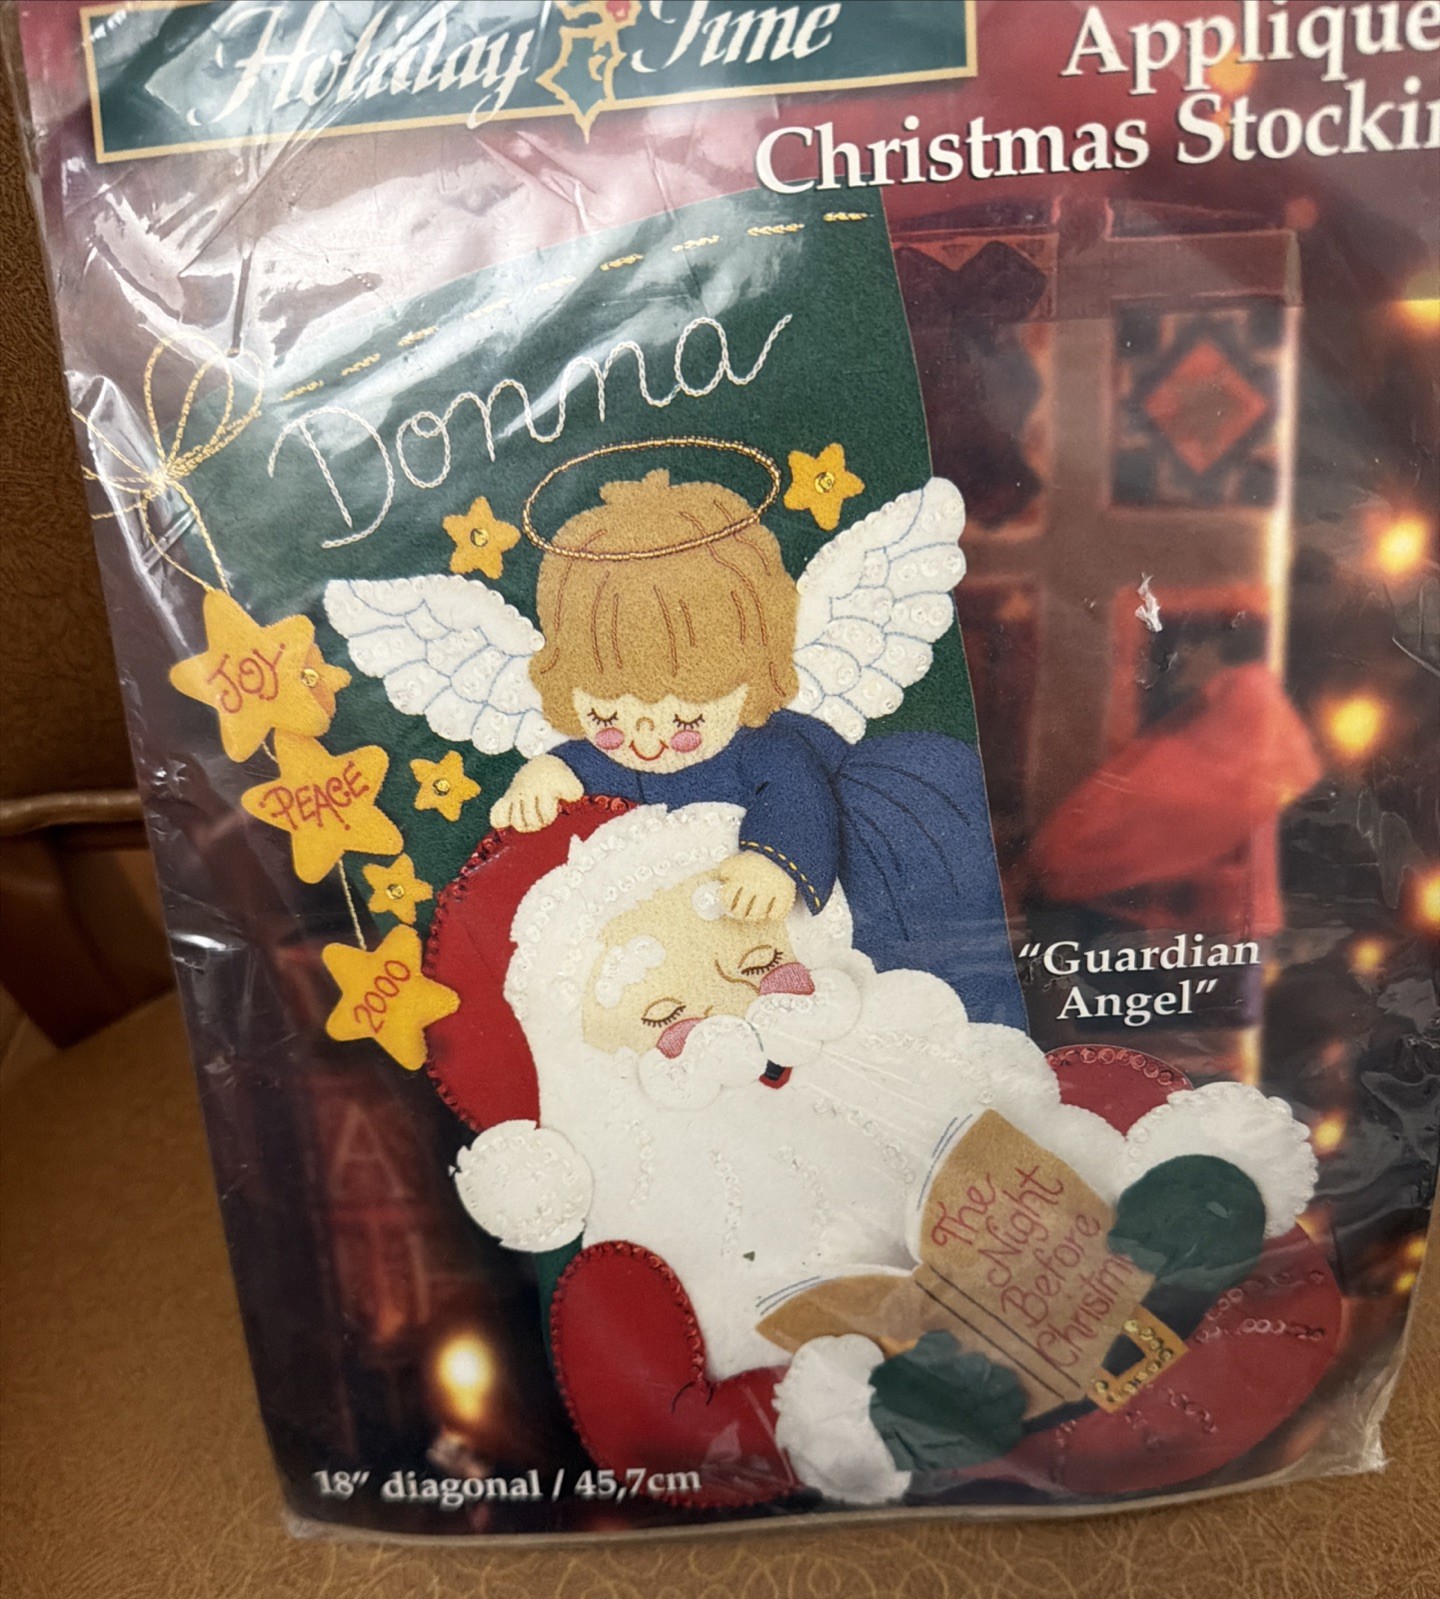 Holiday Time
Applique
Christmas Stockin
Donna
JOY
PEACE
2000
"Guardian
Angel"
The
Night
Before
Christm
18" diagonal / 45,7cm